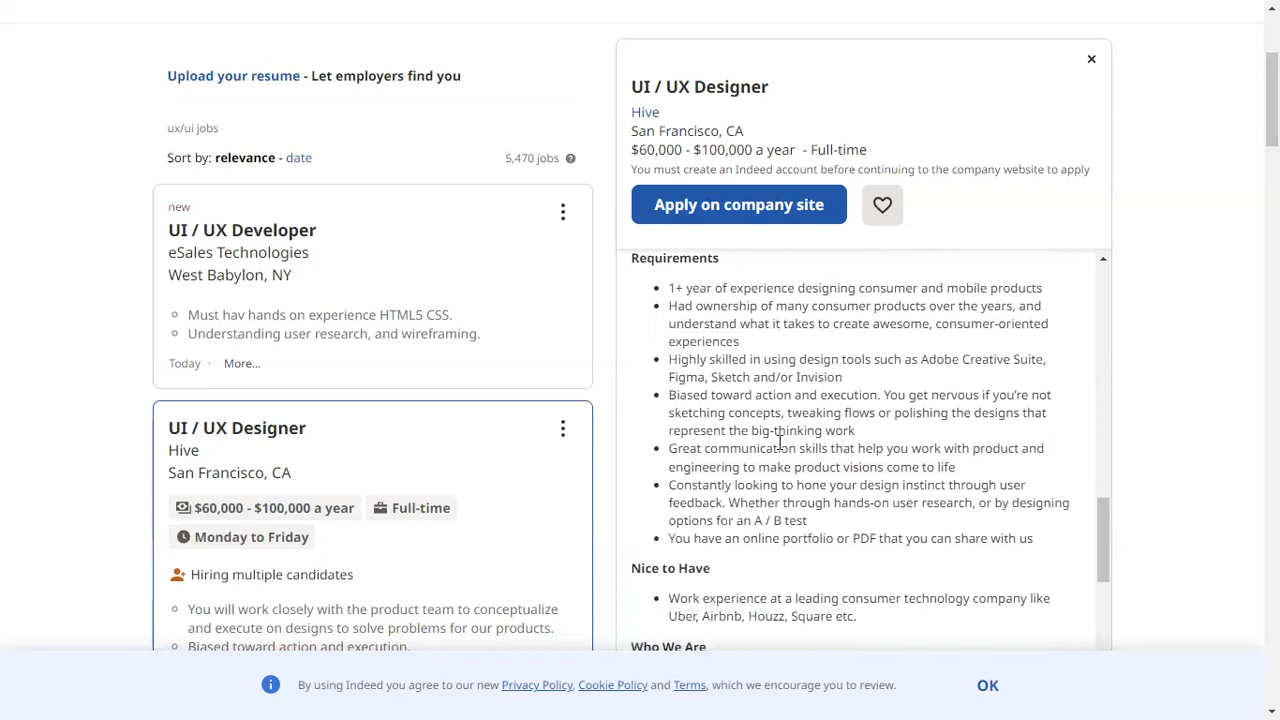 Upload your resume - Let employers find you
ux/ui jobs
Sort by: relevance - date
5,470 jobs
new
UI / UX Developer
eSales Technologies
West Babylon, NY
Must hav hands on experience HTML5 CSS.
Understanding user research, and wireframing.
Today · More...
UI / UX Designer
Hive
San Francisco, CA
$60,000 - $100,000 a year
Full-time
Monday to Friday
Hiring multiple candidates
You will work closely with the product team to conceptualize
and execute on designs to solve problems for our products.
Biased toward action and execution.
UI / UX Designer
Hive
San Francisco, CA
$60,000 - $100,000 a year - Full-time
You must create an Indeed account before continuing to the company website to apply
Apply on company site
Requirements
1+ year of experience designing consumer and mobile products
Had ownership of many consumer products over the years, and
understand what it takes to create awesome, consumer-oriented
experiences
Highly skilled in using design tools such as Adobe Creative Suite,
Figma, Sketch and/or Invision
Biased toward action and execution. You get nervous if you're not
sketching concepts, tweaking flows or polishing the designs that
represent the big-thinking work
Great communication skills that help you work with product and
engineering to make product visions come to life
Constantly looking to hone your design instinct through user
feedback. Whether through hands-on user research, or by designing
options for an A / B test
You have an online portfolio or PDF that you can share with us
Nice to Have
Work experience at a leading consumer technology company like
Uber, Airbnb, Houzz, Square etc.
Who We Are
By using Indeed you agree to our new Privacy Policy, Cookie Policy and Terms, which we encourage you to review.
OK